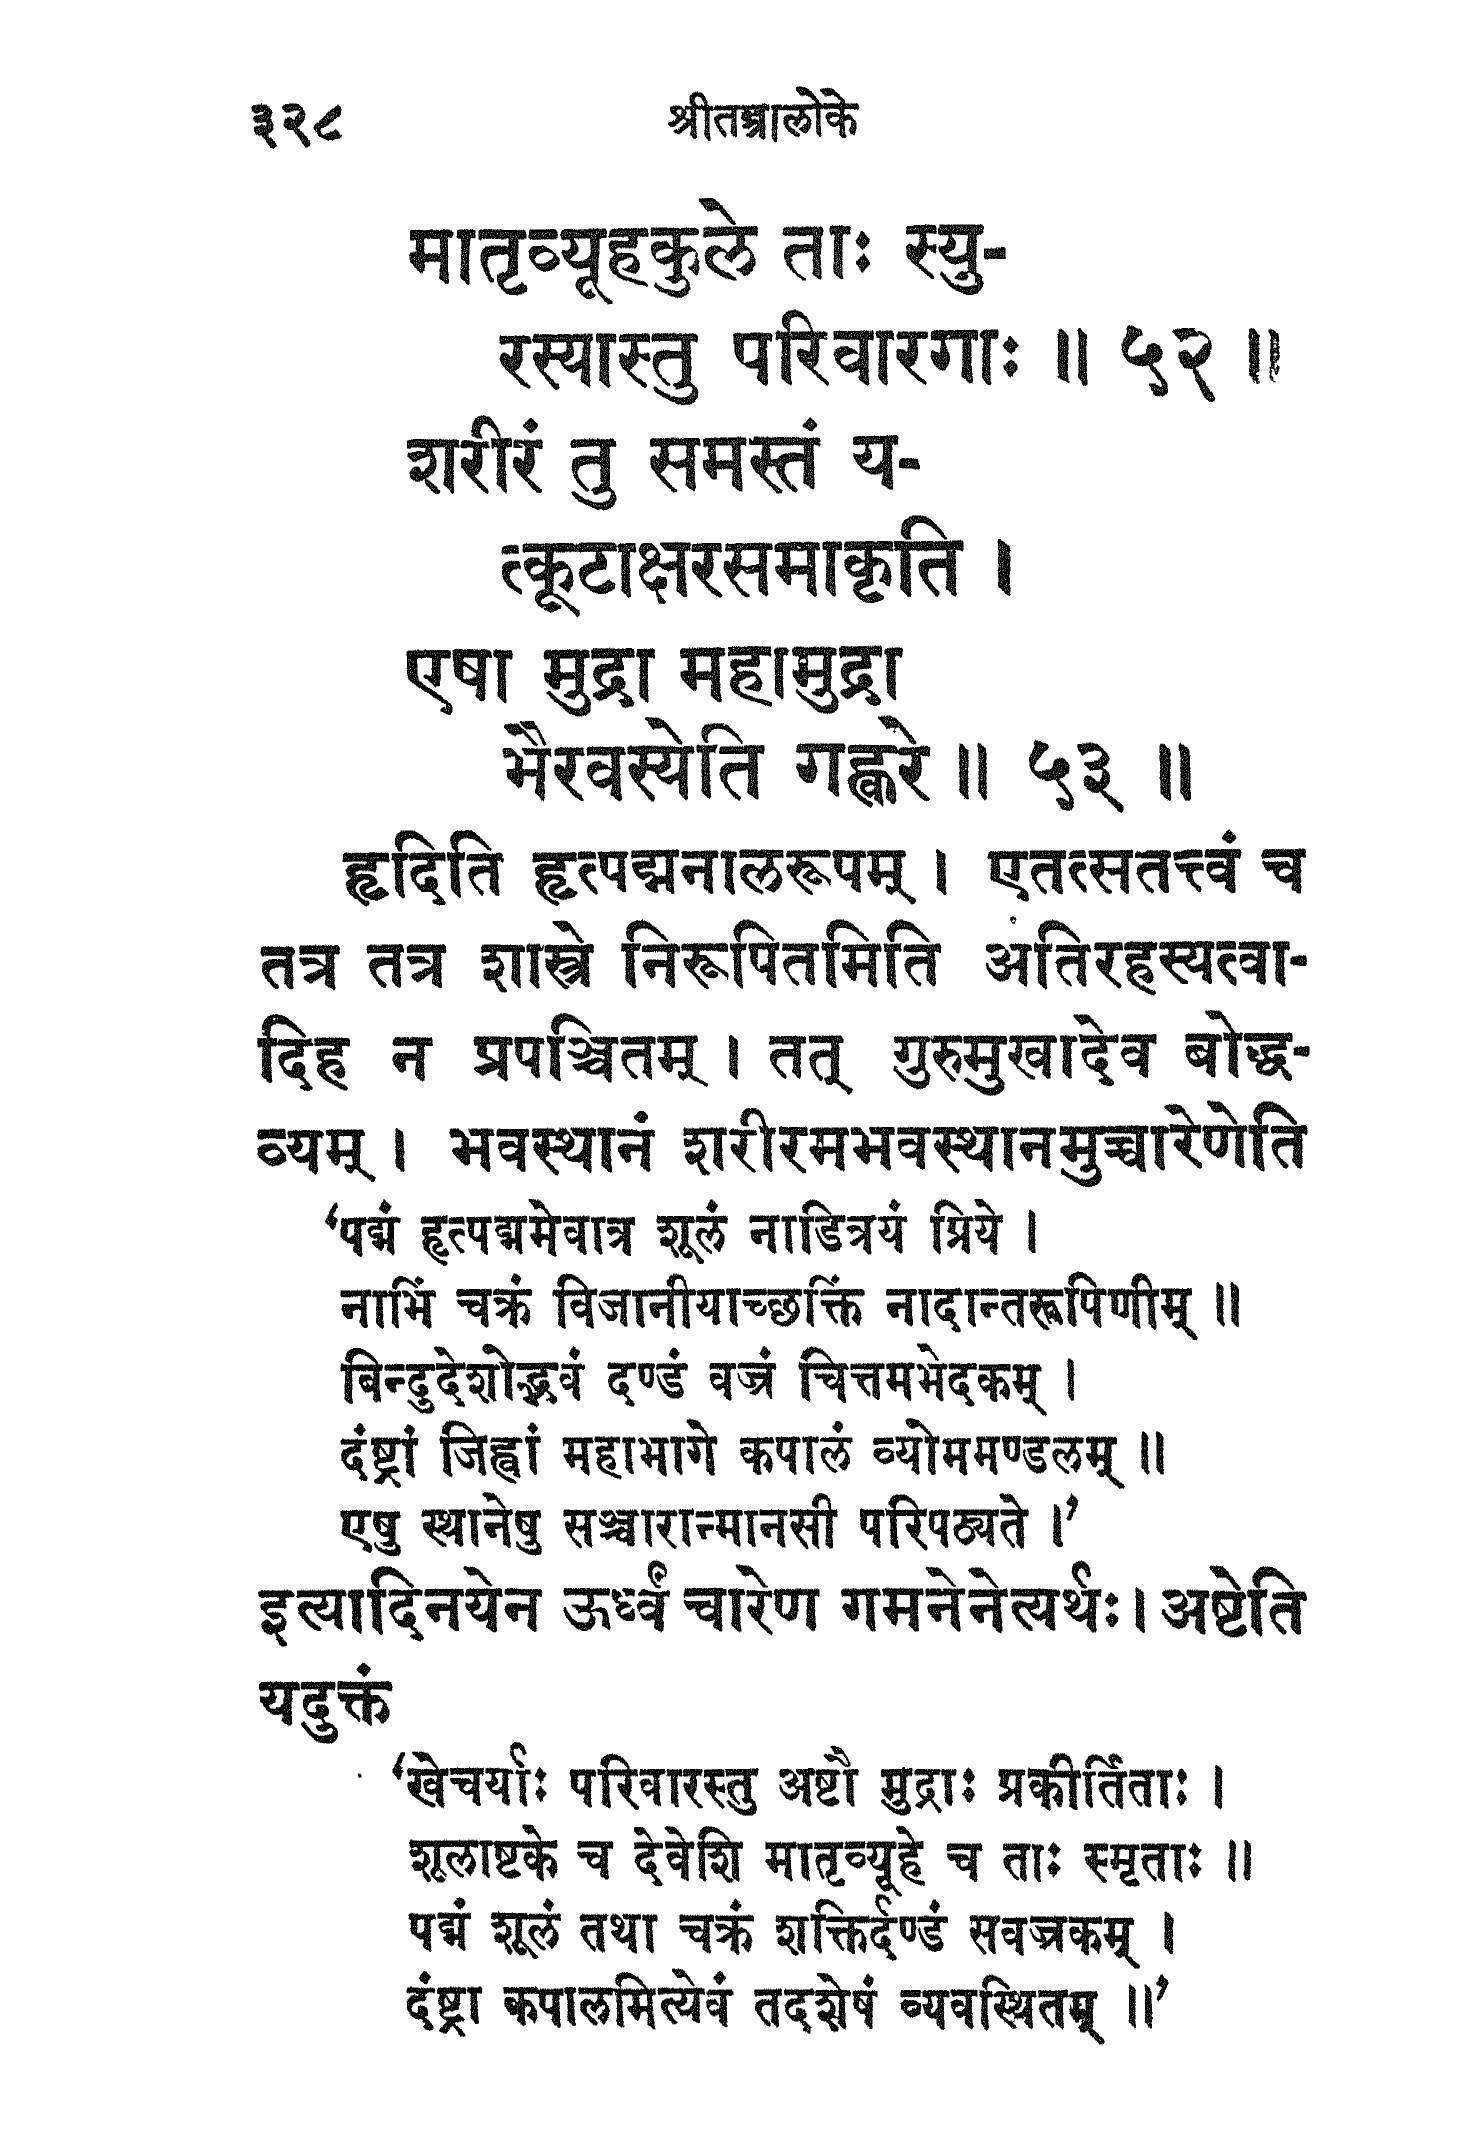 ३२८ श्रीतन्त्रालोके
मातृव्यूहकुले ताः स्यु-
रस्यास्तु परिवारगाः ॥ ५२ ॥
शरीरं तु समस्तं य-
त्कूटाक्षरसमाकृति ।
एषा मुद्रा महामुद्रा
भैरवस्येति गह्वरे ॥ ५३ ॥
हृदिति हृत्पद्मनालरूपम् । एतत्सतत्त्वं च
तत्र तत्र शास्त्रे निरूपितमिति अतिरहस्यत्वा-
दिह न प्रपञ्चितम् । तत् गुरुमुखादेव बोद्ध-
व्यम् । भवस्थानं शरीरमभवस्थानमुच्चारेणेति
‘पद्मं हृत्पद्ममेवात्र शूलं नाडित्रयं प्रिये ।
नाभिं चक्रं विजानीयाच्छक्तिं नादान्तरूपिणीम् ॥
बिन्दुदेशोद्भवं दण्डं वज्रं चित्तमभेदकम् ।
दंष्ट्रां जिह्वां महाभागे कपालं व्योममण्डलम् ॥
एषु स्थानेषु सञ्चारान्मानसी परिपठ्यते ।’
इत्यादिनयेन ऊर्ध्वं चारेण गमनेनेत्यर्थः। अष्टेति
यदुक्तं
‘खेचर्याः परिवारस्तु अष्टौ मुद्राः प्रकीर्तिताः ।
शूलाष्टके च देवेशि मातृव्यूहे च ताः स्मृताः ॥
पद्मं शूलं तथा चक्रं शक्तिर्दण्डं सवज्रकम् ।
दंष्ट्रा कपालमित्येवं तदशेषं व्यवस्थितम् ॥’